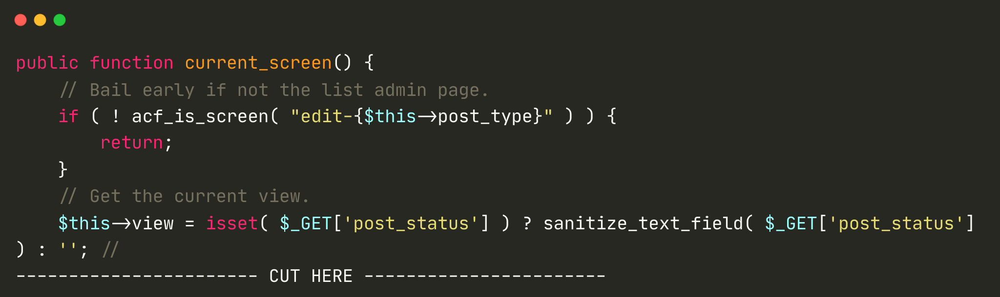 public function current_screen() {
    // Bail early if not the list admin page.
    if ( ! acf_is_screen( "edit-{$this->post_type}" ) ) {
        return;
    }
    // Get the current view.
    $this->view = isset( $_GET['post_status'] ) ? sanitize_text_field( $_GET['post_status']
) : ''; //
----------------------- CUT HERE -----------------------